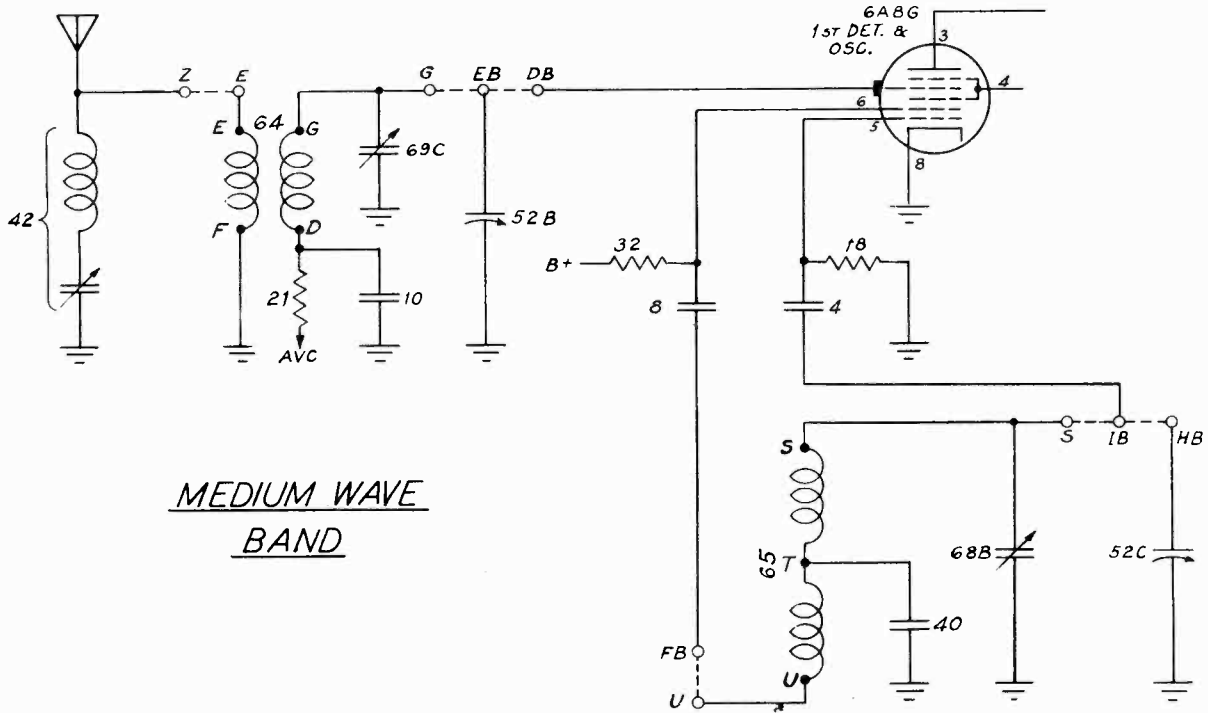 6A8G
1ST DET. &
OSC.
3
4
Z
E
G
EB
DB
6
5
8
E
64
G
69C
42
F
D
52B
21
10
AVC
B+
32
18
8
4
S
S
IB
HB
MEDIUM WAVE
BAND
65
T
68B
52C
40
FB
U
U